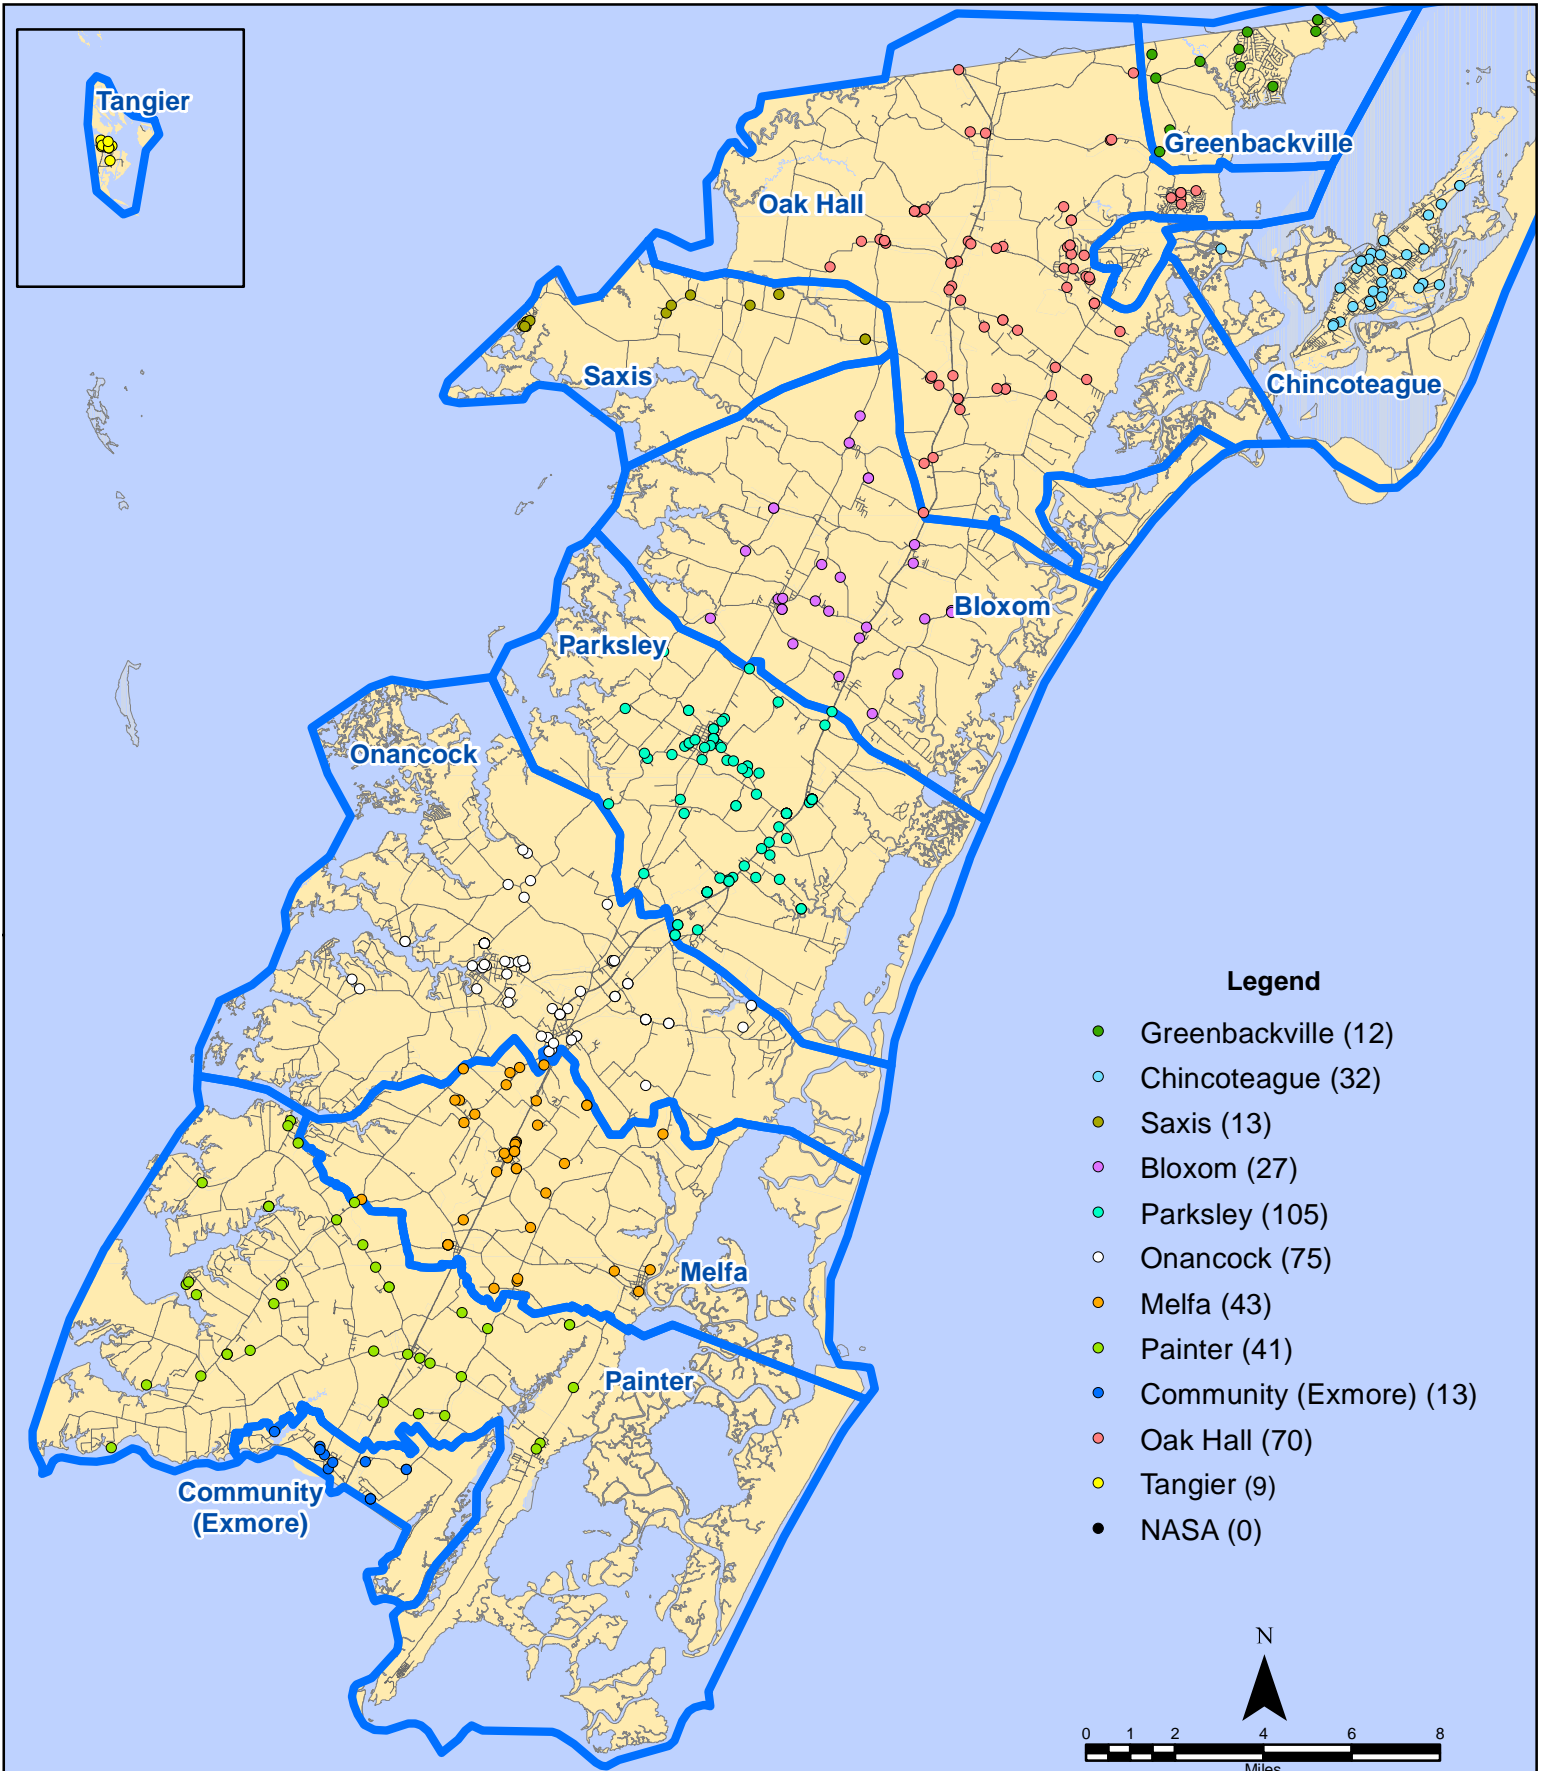 Tangier
Greenbackville
Oak Hall
Saxis
Chincoteague
Bloxom
Parksley
Onancock
Melfa
Painter
Community
(Exmore)
Legend
Greenbackville (12)
Chincoteague (32)
Saxis (13)
Bloxom (27)
Parksley (105)
Onancock (75)
Melfa (43)
Painter (41)
Community (Exmore) (13)
Oak Hall (70)
Tangier (9)
NASA (0)
N
0 1 2 4 6 8
Miles